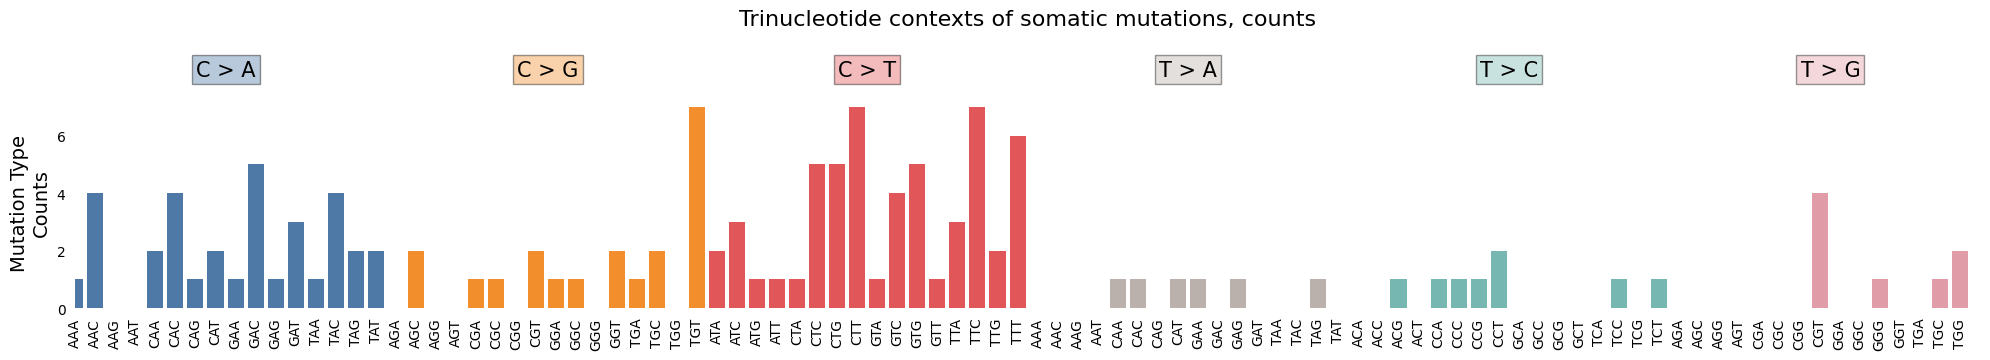 Trinucleotide contexts of somatic mutations, counts
C > A C > G C > T T > A T > C T > G
Mutation Type
Counts
6
4
2
0
AAA AAC AAG AAT CAA CAC CAG CAT GAA GAC GAG GAT TAA TAC TAG TAT AGA AGC AGG AGT CGA CGC CGG CGT GGA GGC GGG GGT TGA TGC TGG TGT ATA ATC ATG ATT CTA CTC CTG CTT GTA GTC GTG GTT TTA TTC TTG TTT AAA AAC AAG AAT CAA CAC CAG CAT GAA GAC GAG GAT TAA TAC TAG TAT ACA ACC ACG ACT CCA CCC CCG CCT GCA GCC GCG GCT TCA TCC TCG TCT AGA AGC AGG AGT CGA CGC CGG CGT GGA GGC GGG GGT TGA TGC TGG